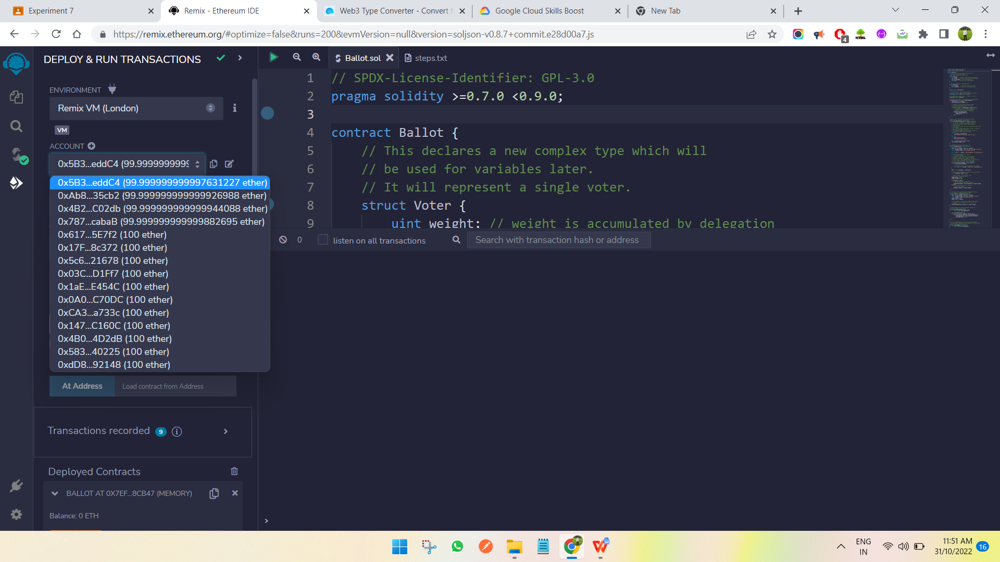 Experiment 7
Remix - Ethereum IDE
Web3 Type Converter - Convert f
Google Cloud Skills Boost
New Tab
https://remix.ethereum.org/#optimize=false&runs=200&evmVersion=null&version=soljson-v0.8.7+commit.e28d00a7.js
4
HTML
DEPLOY & RUN TRANSACTIONS
ENVIRONMENT
Remix VM (London)
VM
ACCOUNT
0x5B3...eddC4 (99.9999999999
0x5B3...eddC4 (99.999999999997631227 ether)
0xAb8...35cb2 (99.999999999999926988 ether)
0x4B2...C02db (99.999999999999944088 ether)
0x787...cabaB (99.999999999999882695 ether)
0x617...5E7f2 (100 ether)
0x17F...8c372 (100 ether)
0x5c6...21678 (100 ether)
0x03C...D1Ff7 (100 ether)
0x1aE...E454C (100 ether)
0x0A0...C70DC (100 ether)
0xCA3...a733c (100 ether)
0x147...C160C (100 ether)
0x4B0...4D2dB (100 ether)
0x583...40225 (100 ether)
0xdD8...92148 (100 ether)
At Address
Load contract from Address
Transactions recorded 9
Deployed Contracts
BALLOT AT 0X7EF...8CB47 (MEMORY)
Balance: 0 ETH
Ballot.sol
steps.txt
1 // SPDX-License-Identifier: GPL-3.0
2 pragma solidity >=0.7.0 <0.9.0;
3
4 contract Ballot {
5 // This declares a new complex type which will
6 // be used for variables later.
7 // It will represent a single voter.
8 struct Voter {
9 uint weight; // weight is accumulated by delegation
0
listen on all transactions
Search with transaction hash or address
>
ENG
IN
11:51 AM
31/10/2022
16